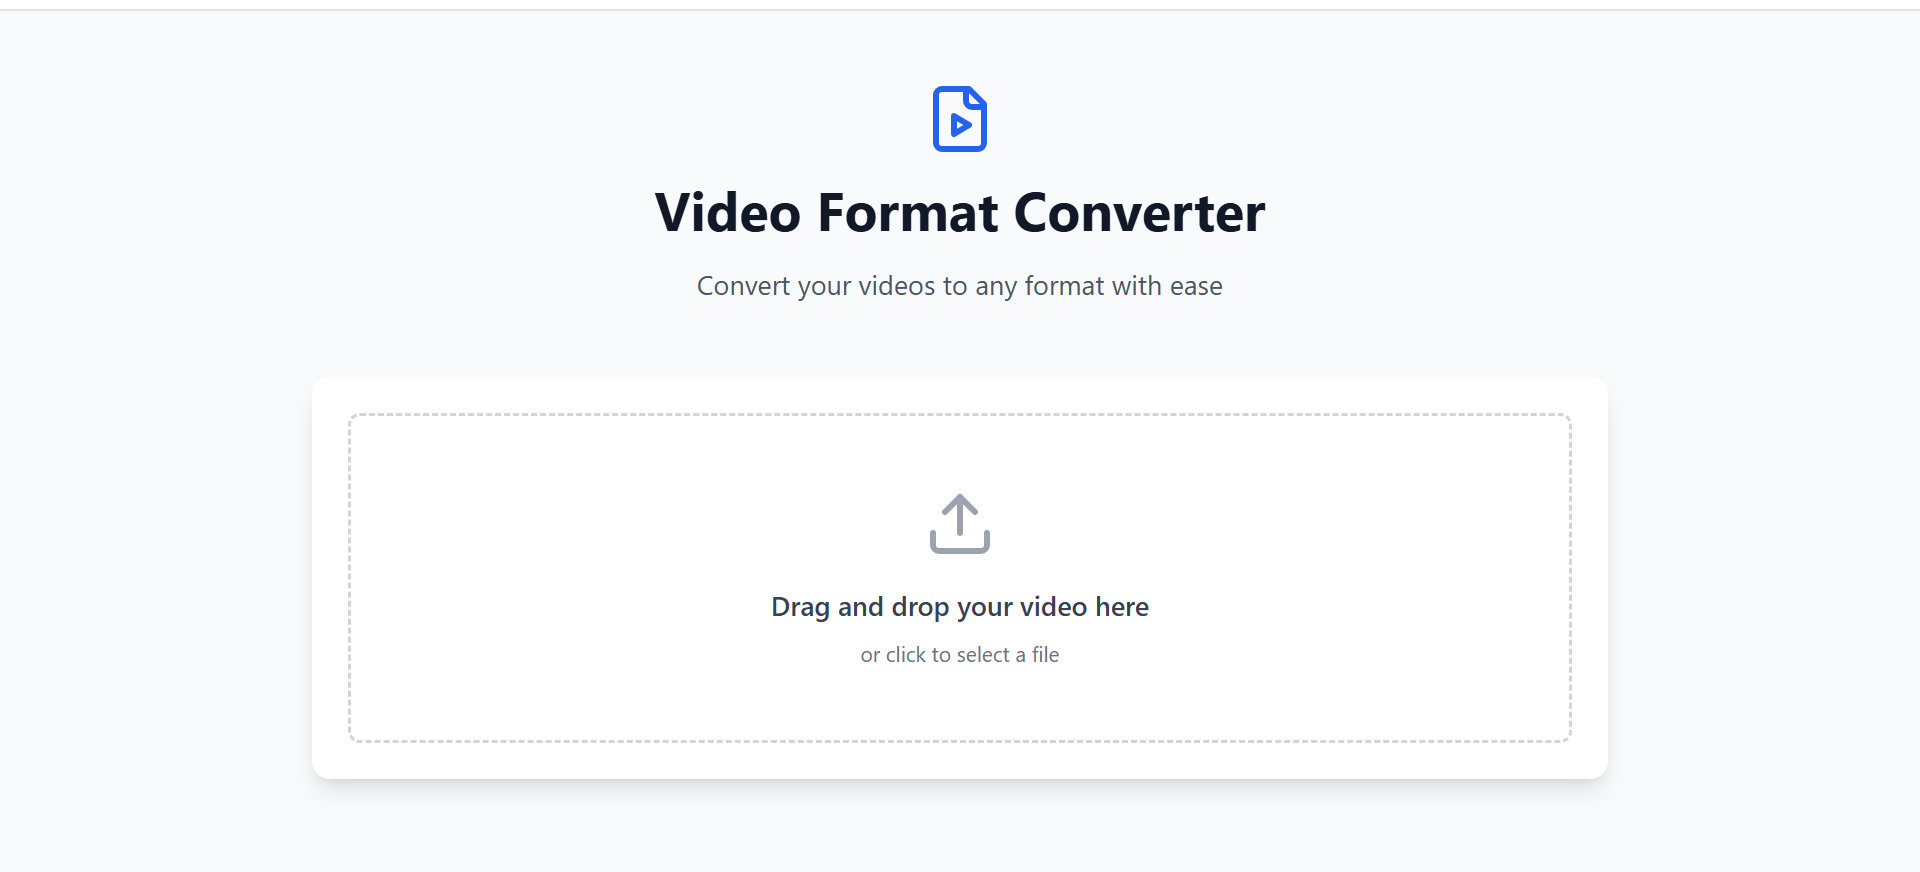 Video Format Converter
Convert your videos to any format with ease
Drag and drop your video here
or click to select a file